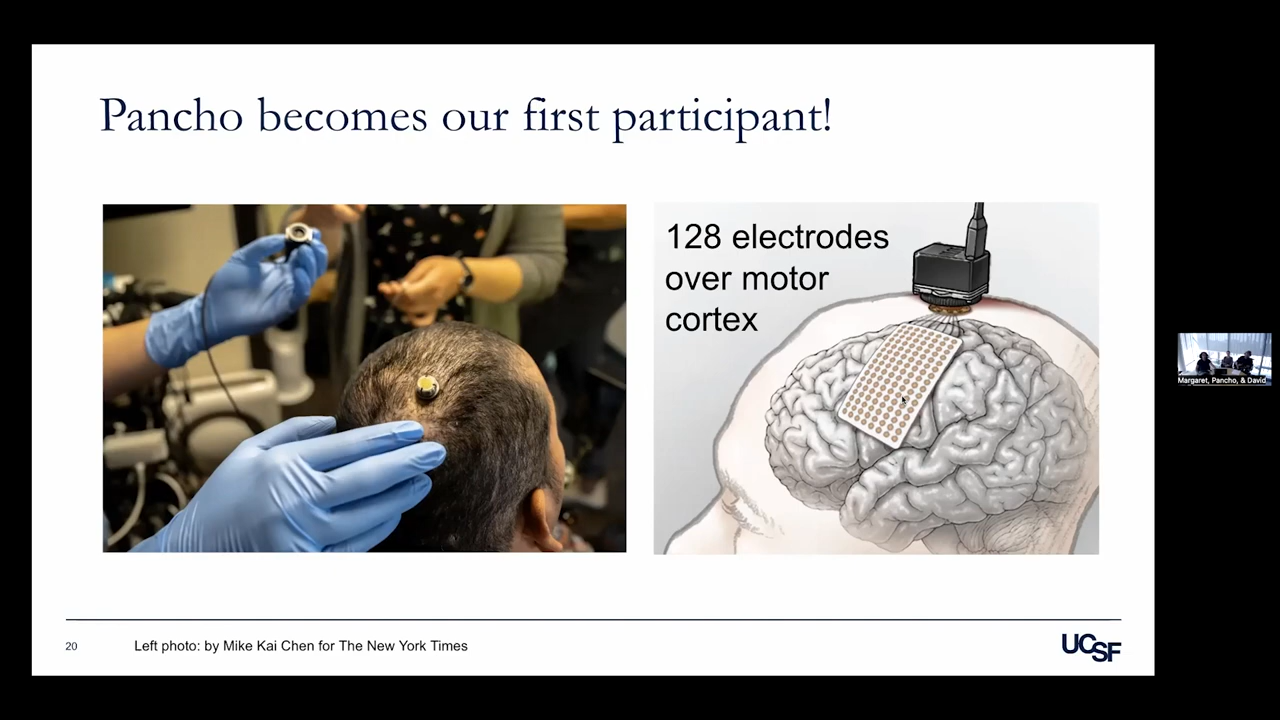 Pancho becomes our first participant!
128 electrodes
over motor
cortex
Margaret, Pancho, & David
20
Left photo: by Mike Kai Chen for The New York Times
UCSF